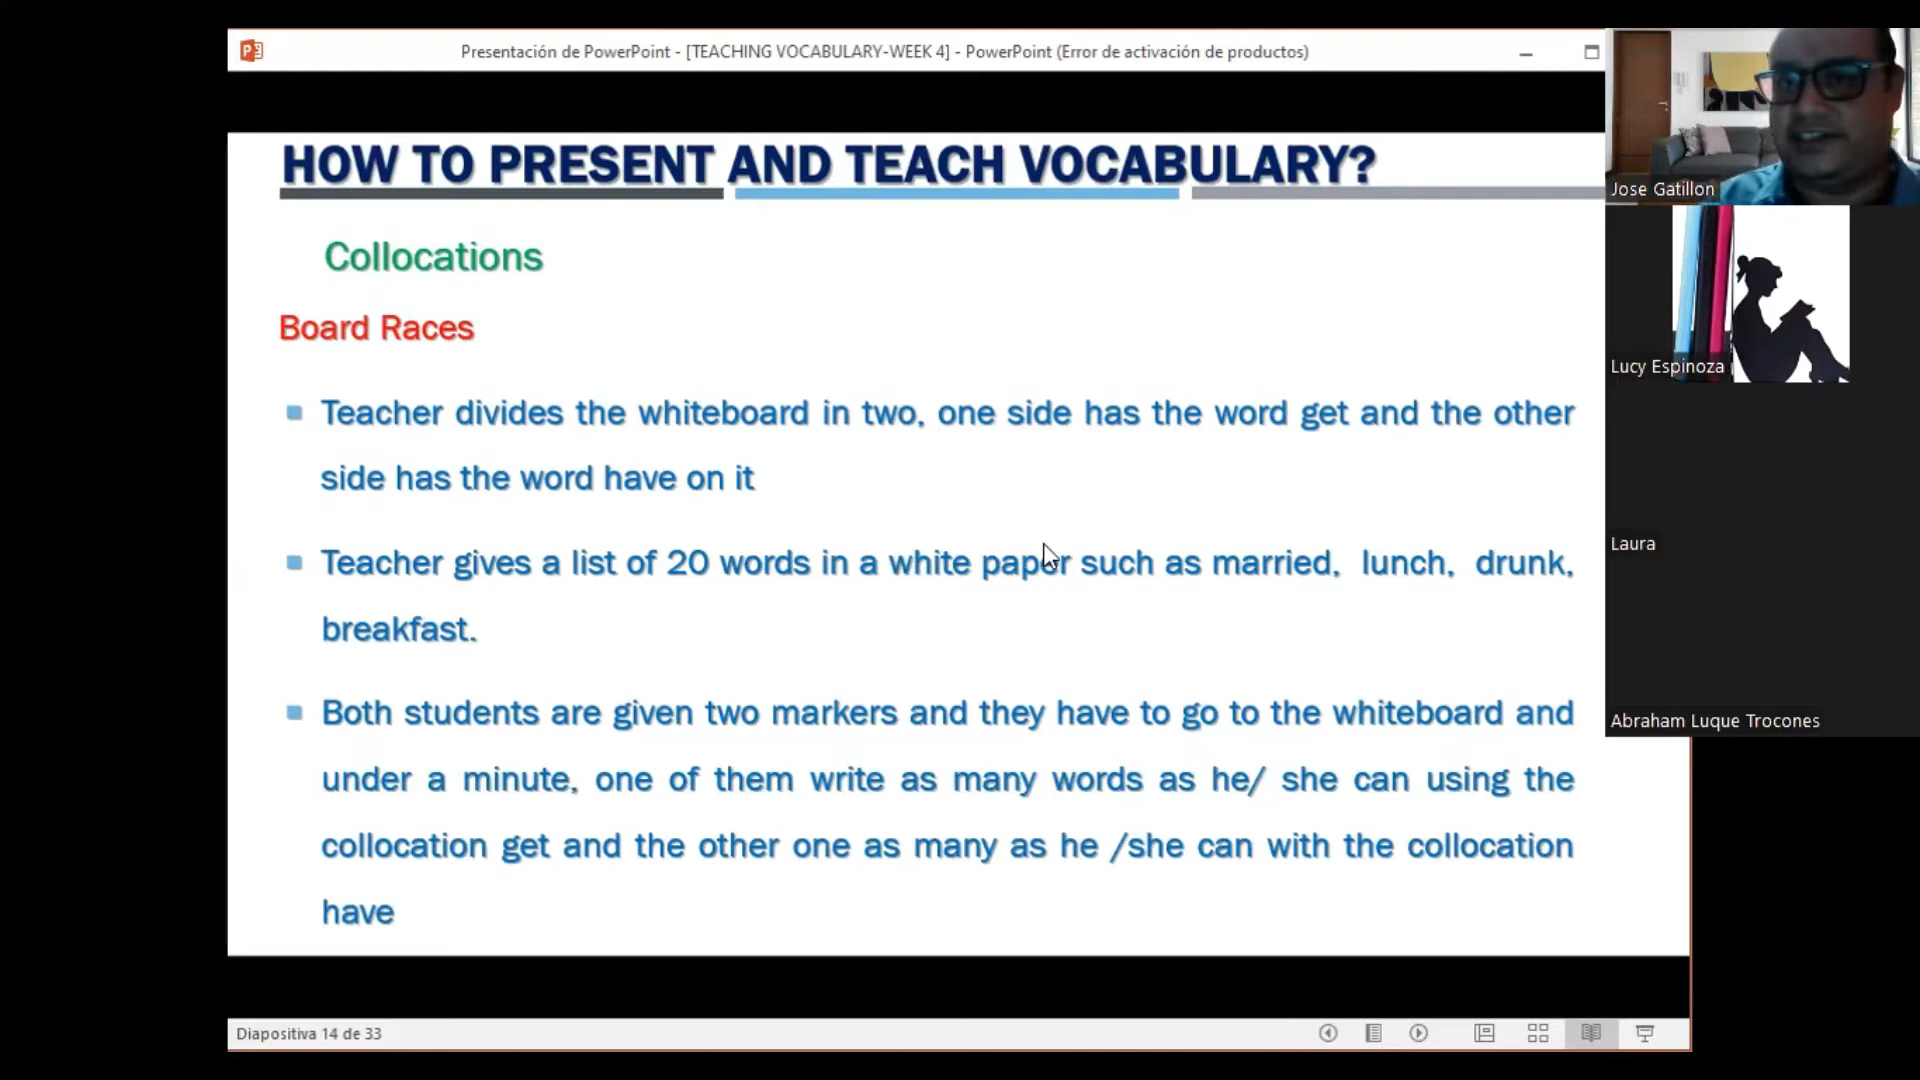 Presentación de PowerPoint - [TEACHING VOCABULARY-WEEK 4] - PowerPoint (Error de activación de productos)
HOW TO PRESENT AND TEACH VOCABULARY?
Collocations
Board Races
Teacher divides the whiteboard in two, one side has the word get and the other
side has the word have on it
Teacher gives a list of 20 words in a white paper such as married, lunch, drunk,
breakfast.
Both students are given two markers and they have to go to the whiteboard and
under a minute, one of them write as many words as he/ she can using the
collocation get and the other one as many as he /she can with the collocation
have
Diapositiva 14 de 33
Jose Gatillon
Lucy Espinoza
Laura
Abraham Luque Trocones